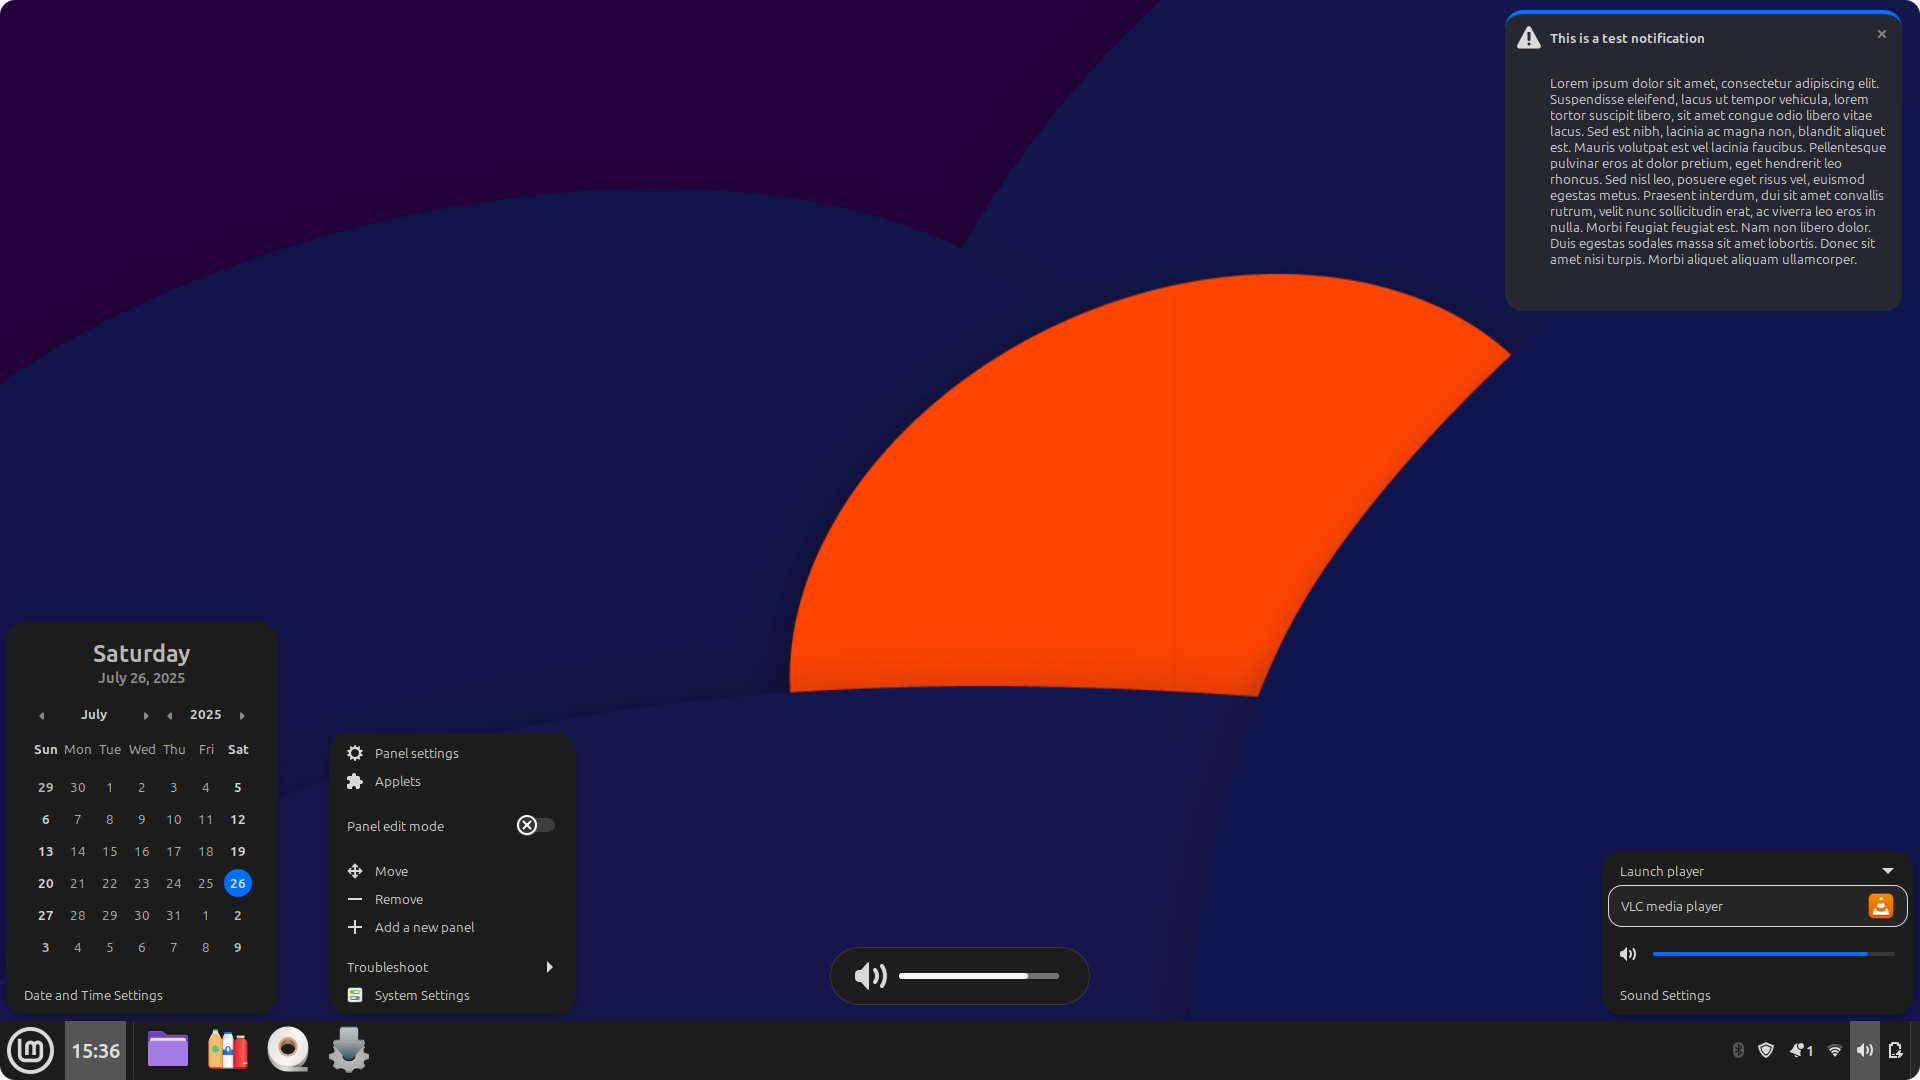 This is a test notification
Lorem ipsum dolor sit amet, consectetur adipiscing elit.
Suspendisse eleifend, lacus ut tempor vehicula, lorem
tortor suscipit libero, sit amet congue odio libero vitae
lacus. Sed est nibh, lacinia ac magna non, blandit aliquet
est. Mauris volutpat est vel lacinia faucibus. Pellentesque
pulvinar eros at dolor pretium, eget hendrerit leo
rhoncus. Sed nisl leo, posuere eget risus vel, euismod
egestas metus. Praesent interdum, dui sit amet convallis
rutrum, velit nunc sollicitudin erat, ac viverra leo eros in
nulla. Morbi feugiat feugiat est. Nam non libero dolor.
Duis egestas sodales massa sit amet lobortis. Donec sit
amet nisi turpis. Morbi aliquet aliquam ullamcorper.
Saturday
July 26, 2025
July 2025
Sun Mon Tue Wed Thu Fri Sat
29 30 1 2 3 4 5
6 7 8 9 10 11 12
13 14 15 16 17 18 19
20 21 22 23 24 25 26
27 28 29 30 31 1 2
3 4 5 6 7 8 9
Date and Time Settings
Panel settings
Applets
Panel edit mode
Move
Remove
Add a new panel
Troubleshoot
System Settings
Launch player
VLC media player
Sound Settings
15:36
1